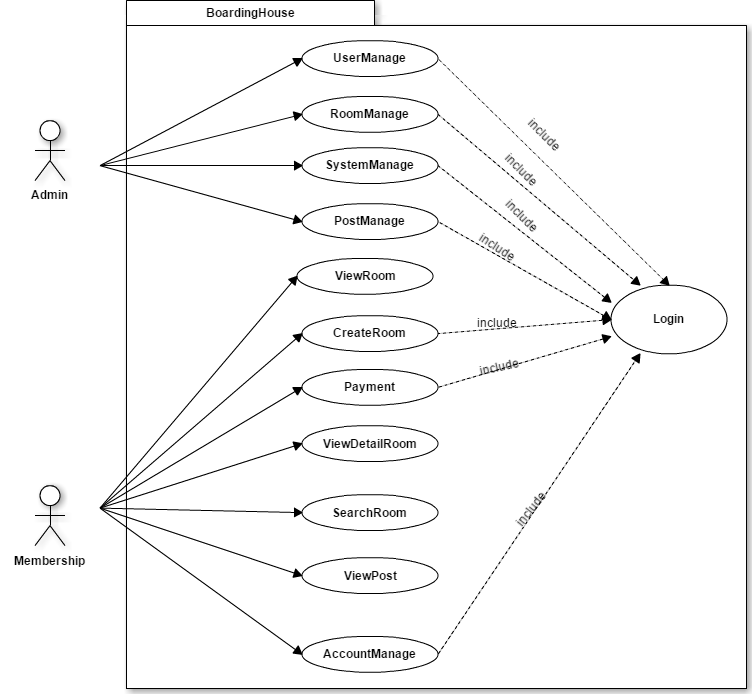 BoardingHouse
UserManage
include
RoomManage
include
SystemManage
Admin
include
PostManage
include
ViewRoom
Login
include
CreateRoom
include
Payment
ViewDetailRoom
include
SearchRoom
Membership
ViewPost
AccountManage